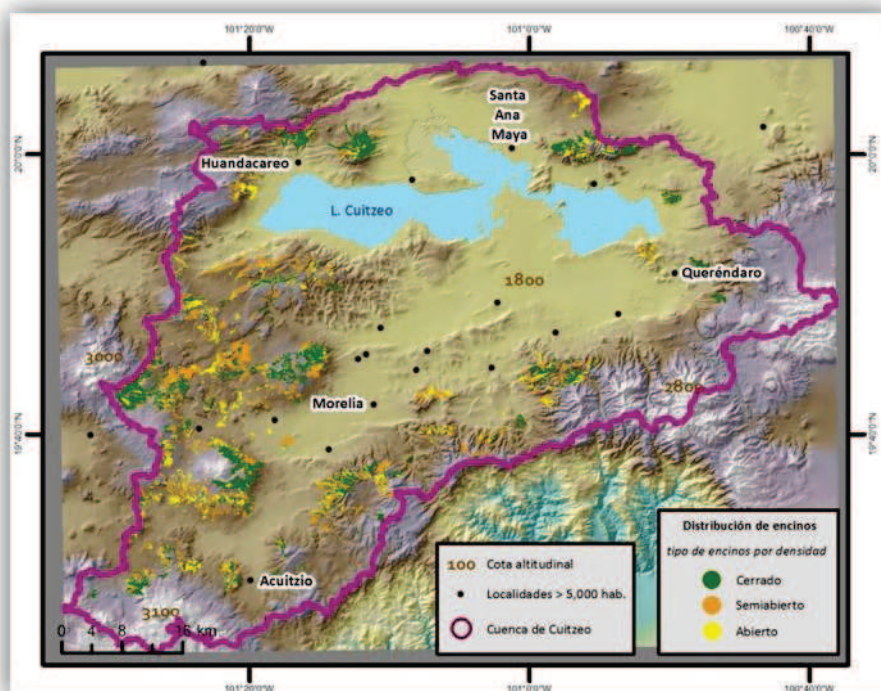 101°20'0"W 101°0'0"W 100°40'0"W
Santa
Ana
Maya
20°0'0"N 20°0'0"N
Huandacareo
L. Cuitzeo
Queréndaro
1800
3000
2800
Morelia
19°40'0"N 19°40'0"N
Acuitzio
3100
0 4 8 16 km
100 Cota altitudinal
Localidades > 5,000 hab.
Cuenca de Cuitzeo
Distribución de encinos
tipo de encinos por densidad
Cerrado
Semiabierto
Abierto
101°20'0"W 101°0'0"W 100°40'0"W